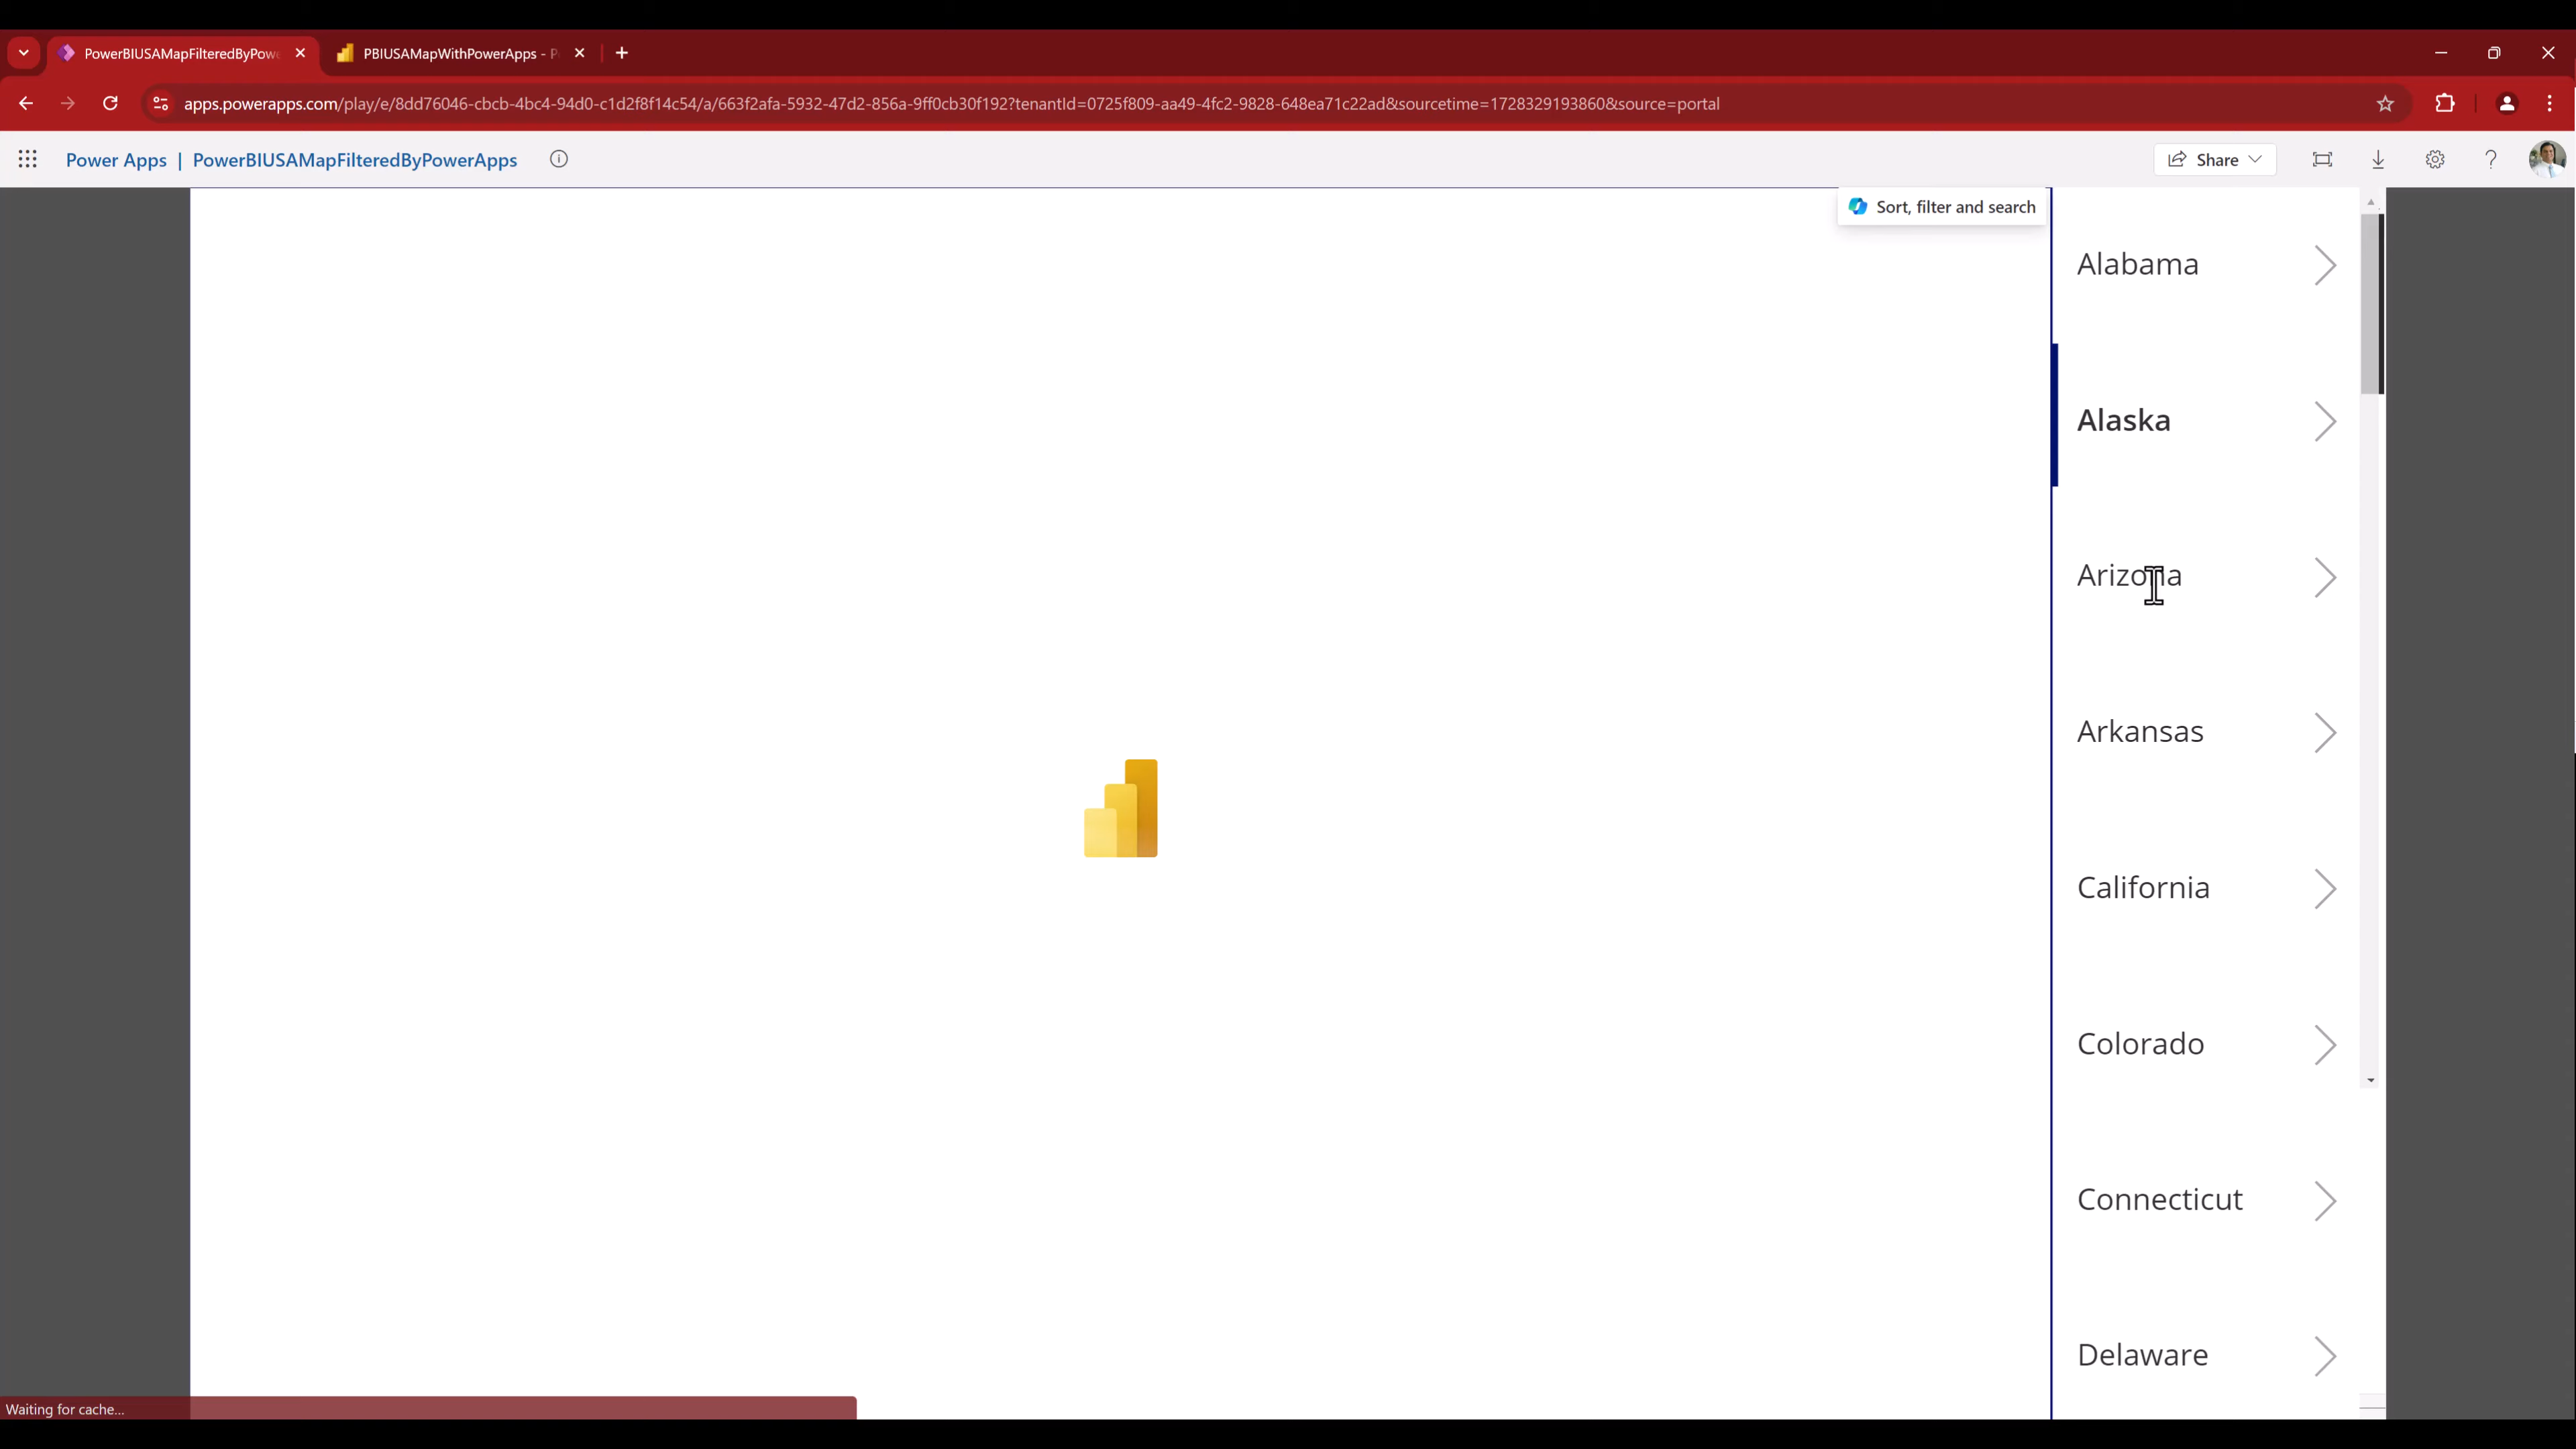 PowerBIUSAMapFilteredByPow
PBIUSAMapWithPowerApps - P
apps.powerapps.com/play/e/8dd76046-cbcb-4bc4-94d0-c1d2f8f14c54/a/663f2afa-5932-47d2-856a-9ff0cb30f192?tenantId=0725f809-aa49-4fc2-9828-648ea71c22ad&sourcetime=1728329193860&source=portal
Power Apps | PowerBIUSAMapFilteredByPowerApps
Share
Sort, filter and search
Alabama
Alaska
Arizona
Arkansas
California
Colorado
Connecticut
Delaware
Waiting for cache...